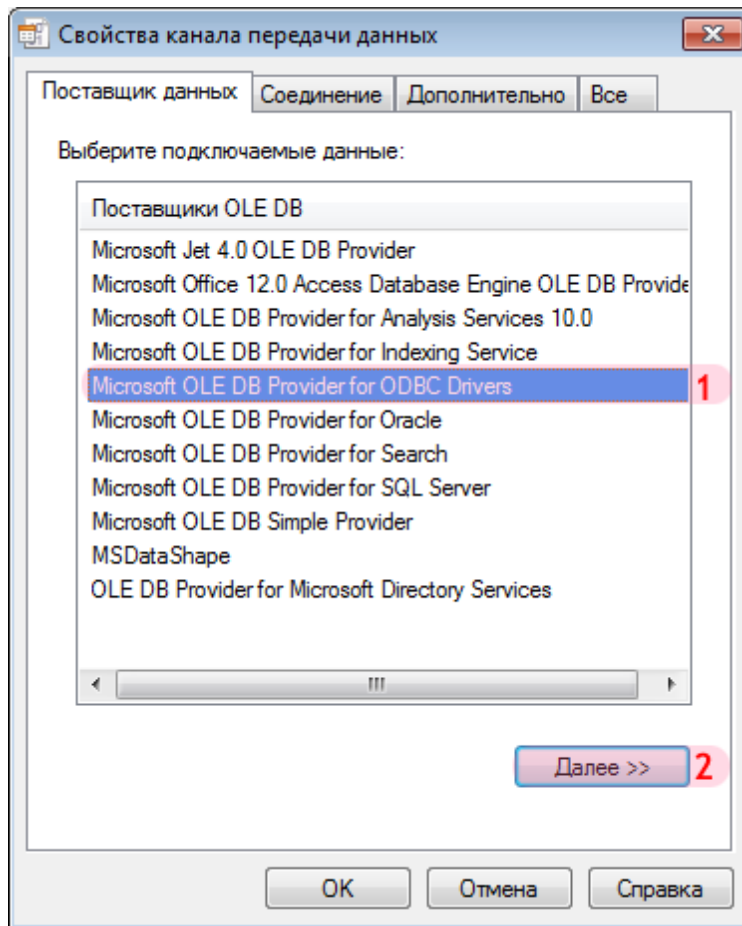 Свойства канала передачи данных
Поставщик данных Соединение Дополнительно Все
Выберите подключаемые данные:
Поставщики OLE DB
Microsoft Jet 4.0 OLE DB Provider
Microsoft Office 12.0 Access Database Engine OLE DB Provide
Microsoft OLE DB Provider for Analysis Services 10.0
Microsoft OLE DB Provider for Indexing Service
Microsoft OLE DB Provider for ODBC Drivers 1
Microsoft OLE DB Provider for Oracle
Microsoft OLE DB Provider for Search
Microsoft OLE DB Provider for SQL Server
Microsoft OLE DB Simple Provider
MSDataShape
OLE DB Provider for Microsoft Directory Services
Далее >> 2
OK Отмена Справка